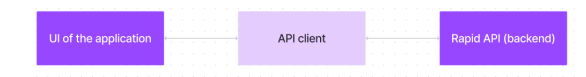 UI of the application
API client
Rapid API (backend)